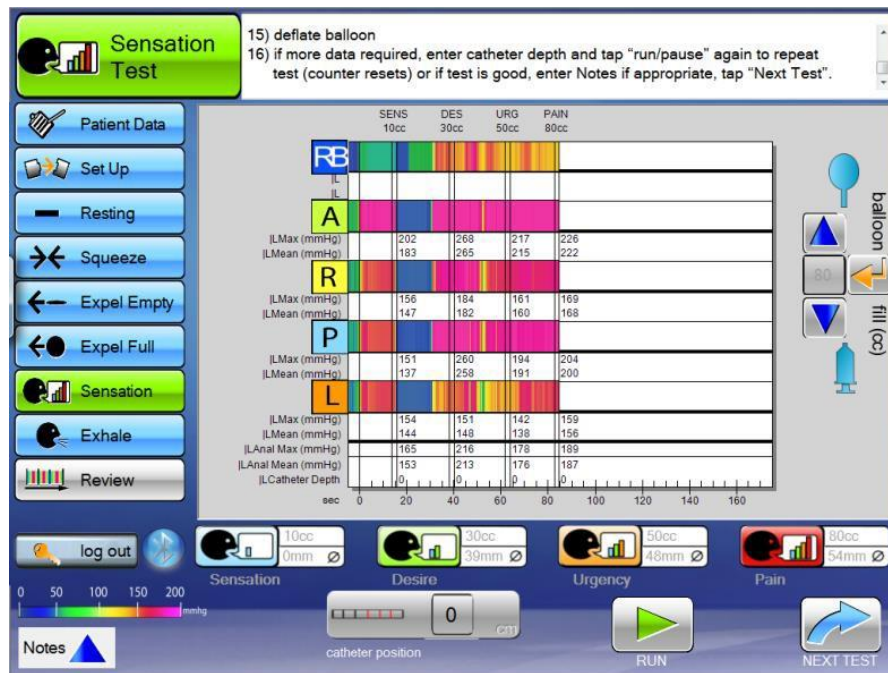 Sensation
Test
15) deflate balloon
16) if more data required, enter catheter depth and tap “run/pause” again to repeat
test (counter resets) or if test is good, enter Notes if appropriate, tap “Next Test”.
Patient Data
Set Up
Resting
Squeeze
Expel Empty
Expel Full
Sensation
Exhale
Review
log out
SENS DES URG PAIN
10cc 30cc 50cc 80cc
RB
|L
|L
A
|LMax (mmHg) 202 268 217 226
|LMean (mmHg) 183 265 215 222
R
|LMax (mmHg) 156 184 161 169
|LMean (mmHg) 147 182 160 168
P
|LMax (mmHg) 151 260 194 204
|LMean (mmHg) 137 258 191 200
L
|LMax (mmHg) 154 151 142 159
|LMean (mmHg) 144 148 138 156
|LAnal Max (mmHg) 165 216 178 189
|LAnal Mean (mmHg) 153 213 176 187
|LCatheter Depth 0 0 0 0
sec 0 20 40 60 80 100 120 140 160
balloon
80
fill (cc)
10cc
0mm Ø
Sensation
30cc
39mm Ø
Desire
50cc
48mm Ø
Urgency
80cc
54mm Ø
Pain
0 50 100 150 200
mmhg
Notes
0
cm
catheter position
RUN
NEXT TEST